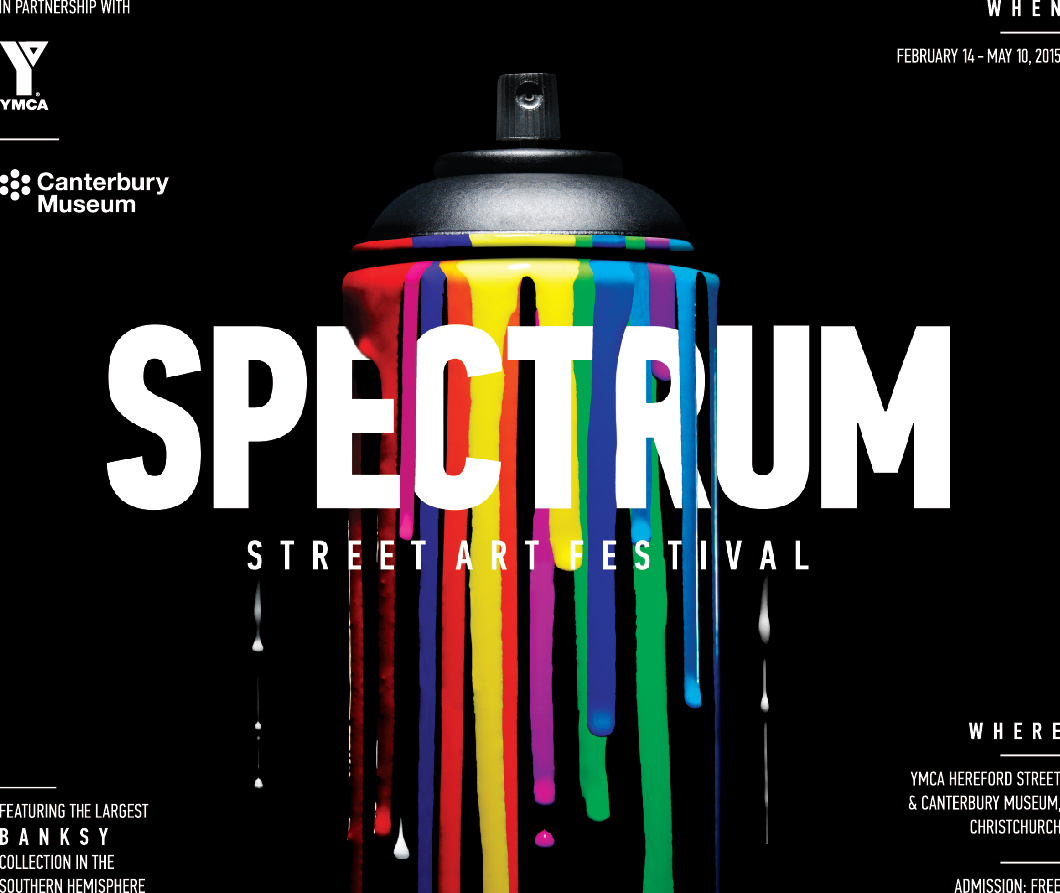 IN PARTNERSHIP WITH
YMCA
Canterbury
Museum
WHEN
FEBRUARY 14 - MAY 10, 2015
SPECTRUM
STREET ART FESTIVAL
FEATURING THE LARGEST
BANKSY
COLLECTION IN THE
SOUTHERN HEMISPHERE
WHERE
YMCA HEREFORD STREET
& CANTERBURY MUSEUM,
CHRISTCHURCH
ADMISSION: FREE